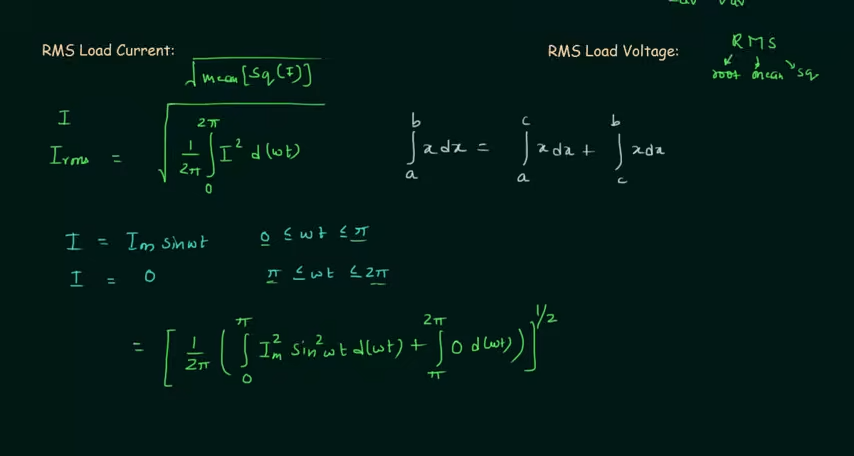 RMS Load Current:
√mean[Sq(I)]
RMS Load Voltage:
RMS
root mean sq
I
Irms = √(1/2π ∫₀^2π I² d(ωt))
∫ₐᵇ x dx = ∫ₐᶜ x dx + ∫꜀ᵇ x dx
I = Im sinωt 0 ≤ ωt ≤ π
I = 0 π ≤ ωt ≤ 2π
= [1/2π (∫₀^π Im² sin²ωt d(ωt) + ∫π^2π 0 d(ωt))]^1/2